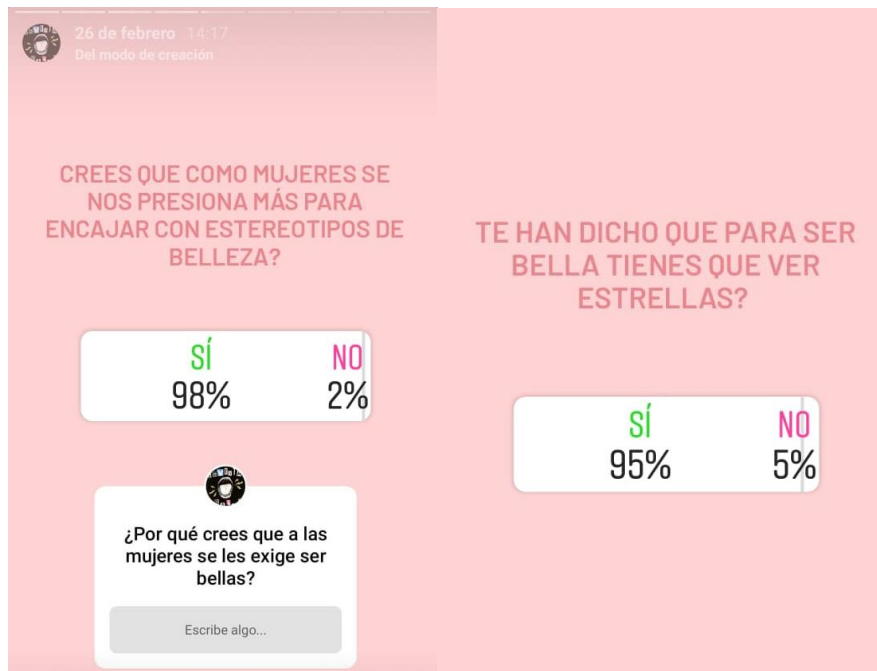 26 de febrero 14:17
Del modo de creación
CREES QUE COMO MUJERES SE
NOS PRESIONA MÁS PARA
ENCAJAR CON ESTEREOTIPOS DE
BELLEZA?
SÍ NO
98% 2%
¿Por qué crees que a las
mujeres se les exige ser
bellas?
Escribe algo...
TE HAN DICHO QUE PARA SER
BELLA TIENES QUE VER
ESTRELLAS?
SÍ NO
95% 5%